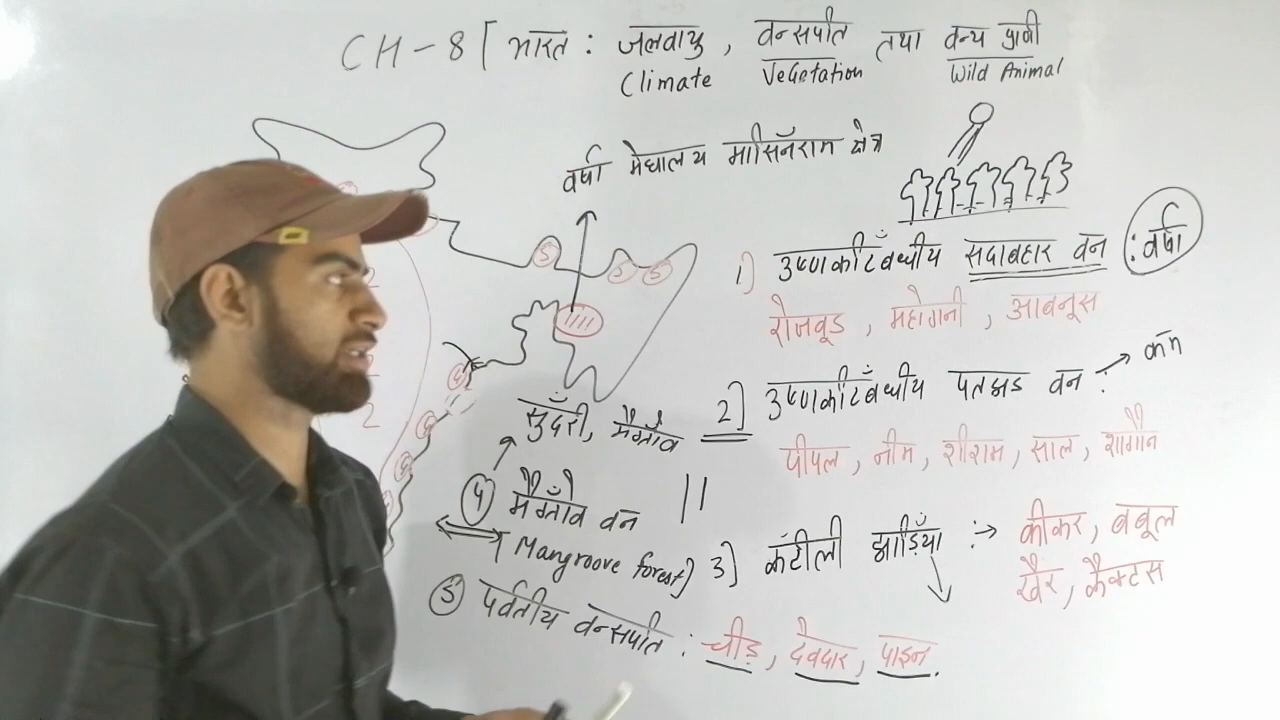 CH-8 [ भारत : जलवायु, वनस्पति तथा वन्य प्राणी
Climate Vegetation Wild Animal
वर्षा मेघालय मासिनराम क्षेत्र
1) उष्णकटिबंधीय सदाबहार वन : वर्षा
रोजवूड, महोगनी, आबनूस
2] उष्णकटिबंधीय पतझड वन : → कम
पीपल, नीम, शीशम, साल, शागौन
3] कंटीली झाड़ियाँ :→ कीकर, बबूल
खैर, कैक्टस
सुंदरी, मैंग्रोव
4 मैंग्रोव वन
[Mangroove forest]
5 पर्वतीय वनस्पति : चीड़, देवदार, पाइन.